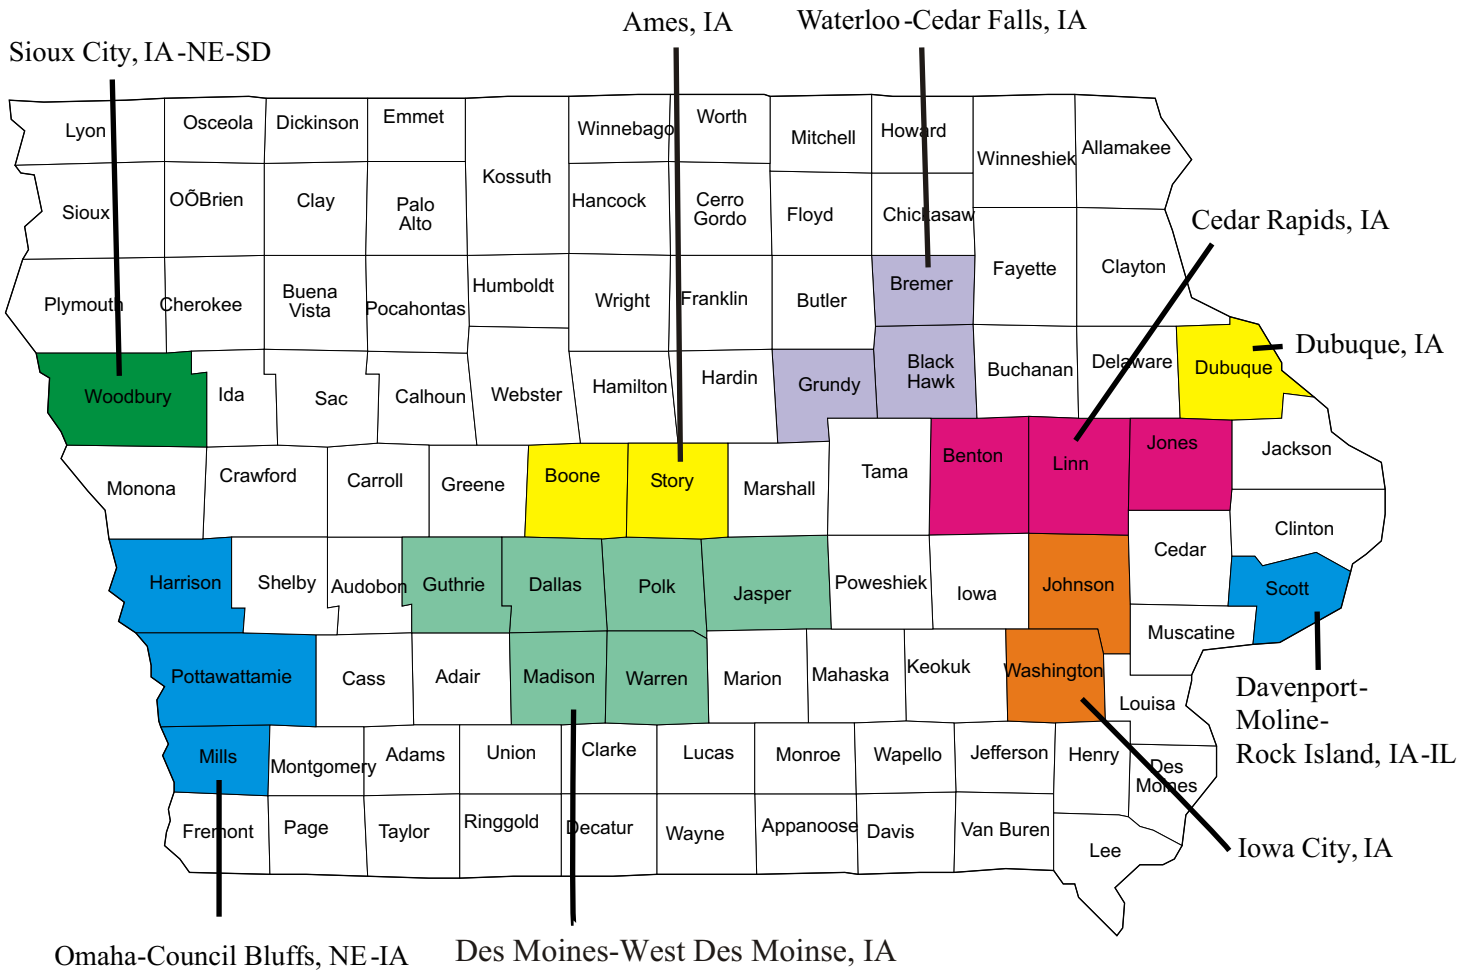 Ames, IA
Waterloo-Cedar Falls, IA
Sioux City, IA-NE-SD
Lyon
Osceola
Dickinson
Emmet
Winnebago
Worth
Mitchell
Howard
Winneshiek
Allamakee
Kossuth
Sioux
OÕBrien
Clay
Palo
Alto
Hancock
Cerro
Gordo
Floyd
Chickasaw
Cedar Rapids, IA
Plymouth
Cherokee
Buena
Vista
Pocahontas
Humboldt
Wright
Franklin
Butler
Bremer
Fayette
Clayton
Dubuque, IA
Woodbury
Ida
Sac
Calhoun
Webster
Hamilton
Hardin
Grundy
Black
Hawk
Buchanan
Delaware
Dubuque
Monona
Crawford
Carroll
Greene
Boone
Story
Marshall
Tama
Benton
Linn
Jones
Jackson
Clinton
Harrison
Shelby
Audobon
Guthrie
Dallas
Polk
Jasper
Poweshiek
Iowa
Johnson
Cedar
Scott
Muscatine
Pottawattamie
Cass
Adair
Madison
Warren
Marion
Mahaska
Keokuk
Washington
Louisa
Davenport-
Moline-
Rock Island, IA-IL
Mills
Montgomery
Adams
Union
Clarke
Lucas
Monroe
Wapello
Jefferson
Henry
Des
Moines
Fremont
Page
Taylor
Ringgold
Decatur
Wayne
Appanoose
Davis
Van Buren
Lee
Iowa City, IA
Omaha-Council Bluffs, NE-IA
Des Moines-West Des Moinse, IA